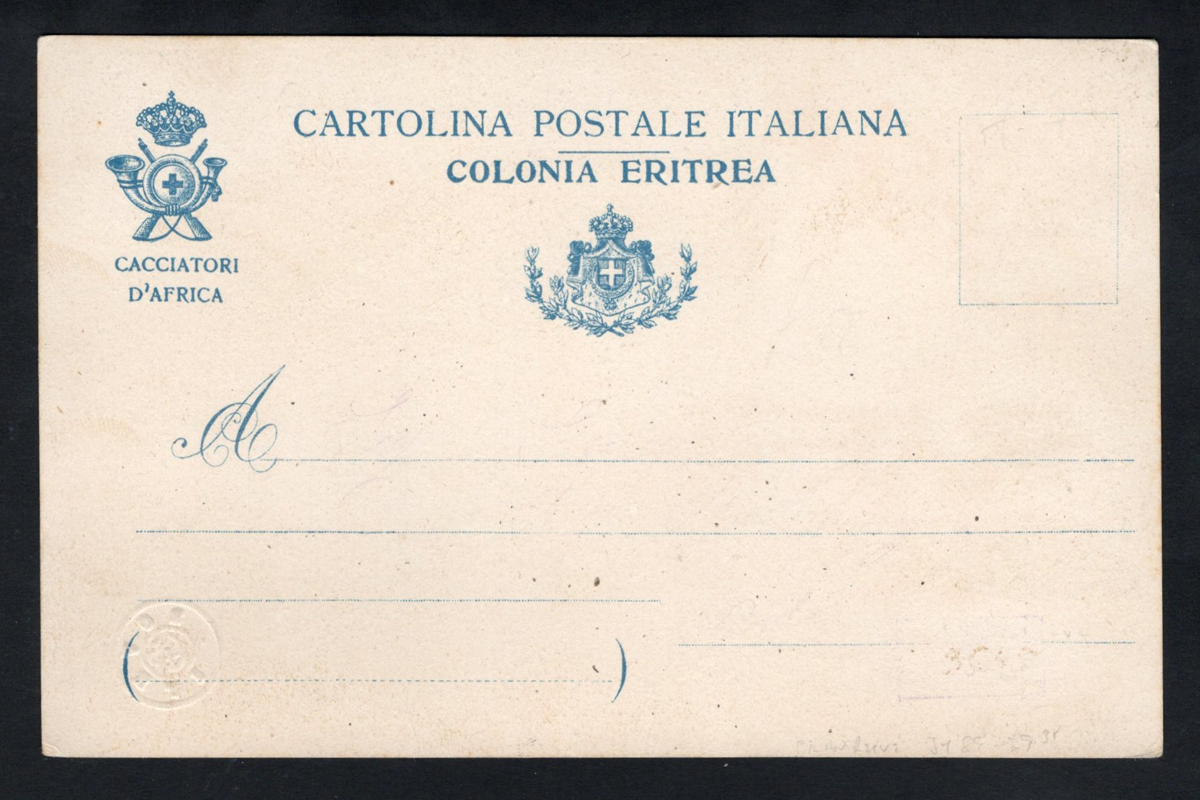 CARTOLINA POSTALE ITALIANA
COLONIA ERITREA
CACCIATORI
D'AFRICA
A
(                    )